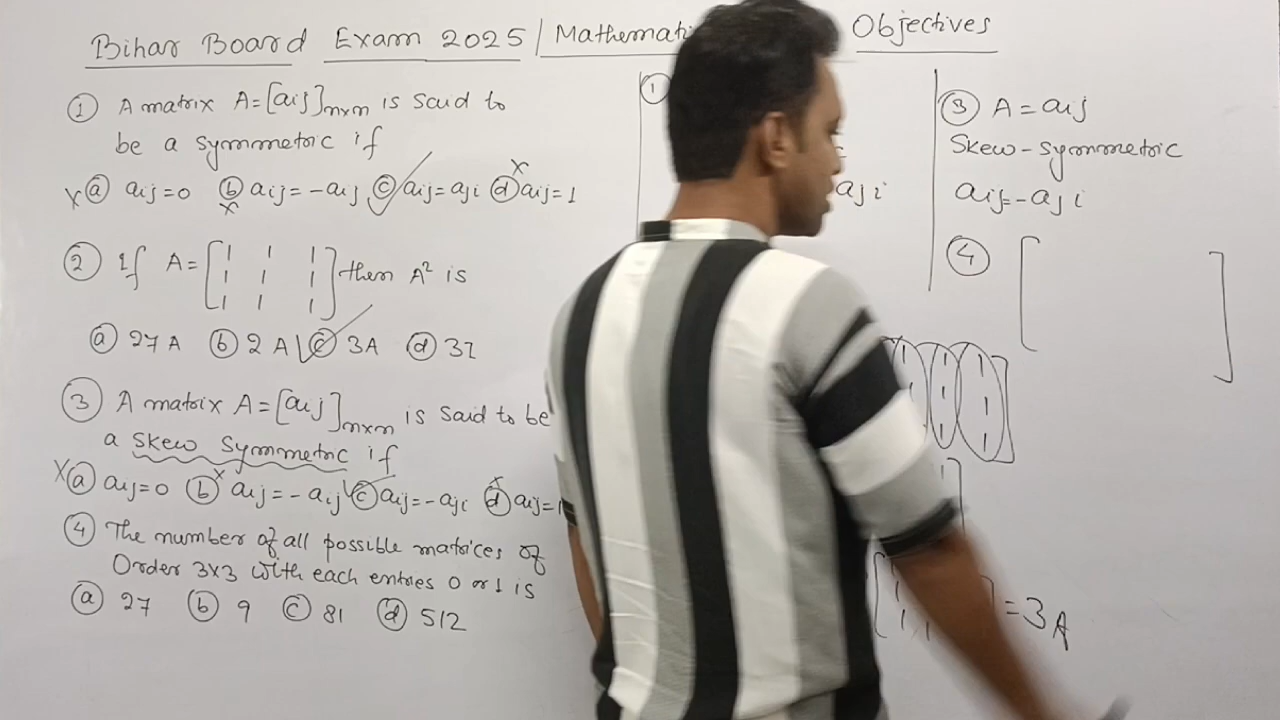 Bihar Board Exam 2025 | Mathemati Objectives
① A matrix A=[aij]mxn is said to
be a symmetric if
ⓐ aij=0 ⓑ aij=-aij ⓒ aij=aji ⓓ aij=1
② If A=[1 1 1
1 1 1
1 1 1] then A² is
ⓐ 27A ⓑ 2A ⓒ 3A ⓓ 3I
③ A matrix A=[aij]mxn is said to be
a skew symmetric if
ⓐ aij=0 ⓑ aij=-aij ⓒ aij=-aji ⓓ aij=1
④ The number of all possible matrices of
Order 3x3 with each entries 0 or 1 is
ⓐ 27 ⓑ 9 ⓒ 81 ⓓ 512
①
aji
=3A
③ A=aij
Skew-symmetric
aij=-aji
④